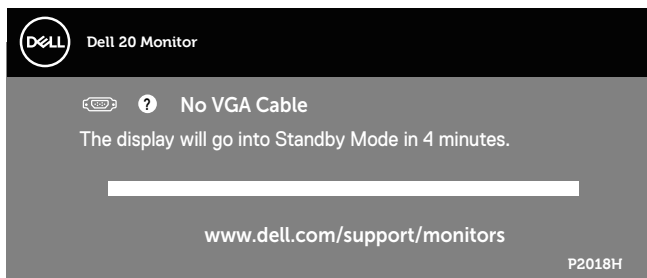 DELL
Dell 20 Monitor
? No VGA Cable
The display will go into Standby Mode in 4 minutes.
www.dell.com/support/monitors
P2018H